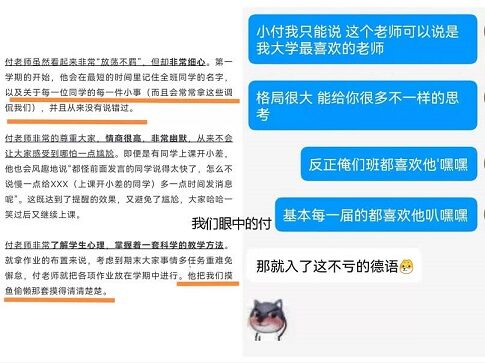 付老师虽然看起来非常“放荡不羁”，但却非常细心。第一
学期的开始，他会在最短的时间里记住全班同学的名字，
以及关于每一位同学的每一件小事（而且会常常拿这些调
侃我们），并且从来没有说错过。
付老师非常的尊重大家，情商很高，非常幽默，从来不会
让大家感受到哪怕一点尴尬。即便是有同学上课开小差，
他也会风趣地说“都怪前面发言的同学说得太快了，怎么不
说慢一点给XXX（上课开小差的同学）多一点时间发消息
呢”。这既达到了提醒的效果，又避免了尴尬，大家哈哈一
笑过后又继续上课。
付老师非常了解学生心理，掌握着一套科学的教学方法。
就拿作业的布置来说，考虑到期末大家事情多任务重难免
懈怠，付老师就把各项作业放在学期中进行。他把我们摸
鱼偷懒那套摸得清清楚楚。
我们眼中的付
小付我只能说 这个老师可以说是
我大学最喜欢的老师
格局很大 能给你很多不一样的思
考
反正俺们班都喜欢他'嘿嘿
基本每一届的都喜欢他叭嘿嘿
那就入了这不亏的德语